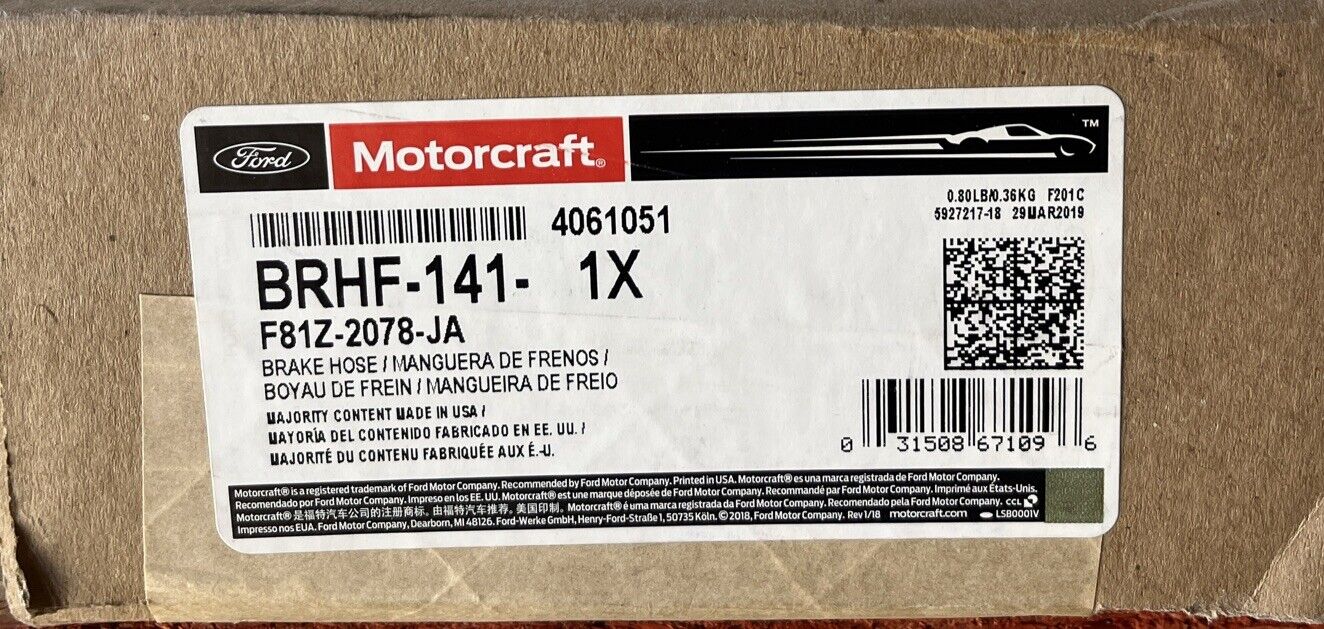 Ford Motorcraft® TM
0.80LB/0.36KG F201C
5927217-18 29MAR2019
4061051
BRHF-141- 1X
F81Z-2078-JA
BRAKE HOSE / MANGUERA DE FRENOS /
BOYAU DE FREIN / MANGUEIRA DE FREIO
MAJORITY CONTENT MADE IN USA /
MAYORÍA DEL CONTENIDO FABRICADO EN EE. UU. /
MAJORITÉ DU CONTENU FABRIQUÉE AUX É.-U.
0 31508 67109 6
Motorcraft® is a registered trademark of Ford Motor Company. Recommended by Ford Motor Company. Printed in USA. Motorcraft® es una marca registrada de Ford Motor Company.
Recomendado por Ford Motor Company. Impreso en los EE. UU. Motorcraft® est une marque déposée de Ford Motor Company. Recommandé par Ford Motor Company. Imprimé aux États-Unis.
Motorcraft® 是福特汽车公司的注册商标。由福特汽车推荐。美国印制。 Motorcraft® é uma marca registrada da Ford Motor Company. Recomendado pela Ford Motor Company. CCL
Impresso nos EUA. Ford Motor Company, Dearborn, MI 48126. Ford-Werke GmbH, Henry-Ford-Straße 1, 50735 Köln. © 2018, Ford Motor Company. Rev 1/18 motorcraft.com LSB0001V